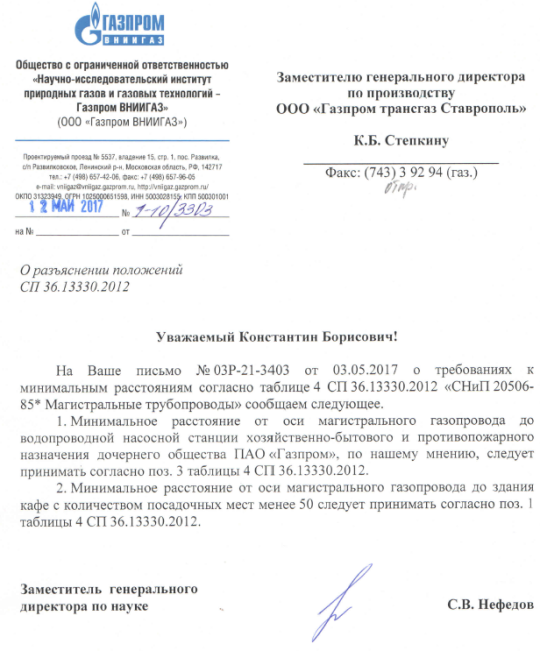 ГАЗПРОМ
ВНИИГАЗ
Общество с ограниченной ответственностью
«Научно-исследовательский институт
природных газов и газовых технологий –
Газпром ВНИИГАЗ»
(ООО «Газпром ВНИИГАЗ»)
Проектируемый проезд № 5537, владение 15, стр. 1, пос. Развилка,
с/п Развилковское, Ленинский р-н, Московская область, РФ, 142717
тел.: +7 (498) 657-42-06, факс: +7 (498) 657-96-05
e-mail: vniigaz@vniigaz.gazprom.ru, http://vniigaz.gazprom.ru/
ОКПО 31323949, ОГРН 1025000651598, ИНН 5003028155, КПП 500301001
12 МАЙ 2017 № 1-10/3303
на № от
Заместителю генерального директора
по производству
ООО «Газпром трансгаз Ставрополь»
К.Б. Степкину
Факс: (743) 3 92 94 (газ.)
отпр.
О разъяснении положений
СП 36.13330.2012
Уважаемый Константин Борисович!
На Ваше письмо № 03Р-21-3403 от 03.05.2017 о требованиях к
минимальным расстояниям согласно таблице 4 СП 36.13330.2012 «СНиП 20506-
85* Магистральные трубопроводы» сообщаем следующее.
1. Минимальное расстояние от оси магистрального газопровода до
водопроводной насосной станции хозяйственно-бытового и противопожарного
назначения дочернего общества ПАО «Газпром», по нашему мнению, следует
принимать согласно поз. 3 таблицы 4 СП 36.13330.2012.
2. Минимальное расстояние от оси магистрального газопровода до здания
кафе с количеством посадочных мест менее 50 следует принимать согласно поз. 1
таблицы 4 СП 36.13330.2012.
Заместитель генерального
директора по науке
С.В. Нефедов